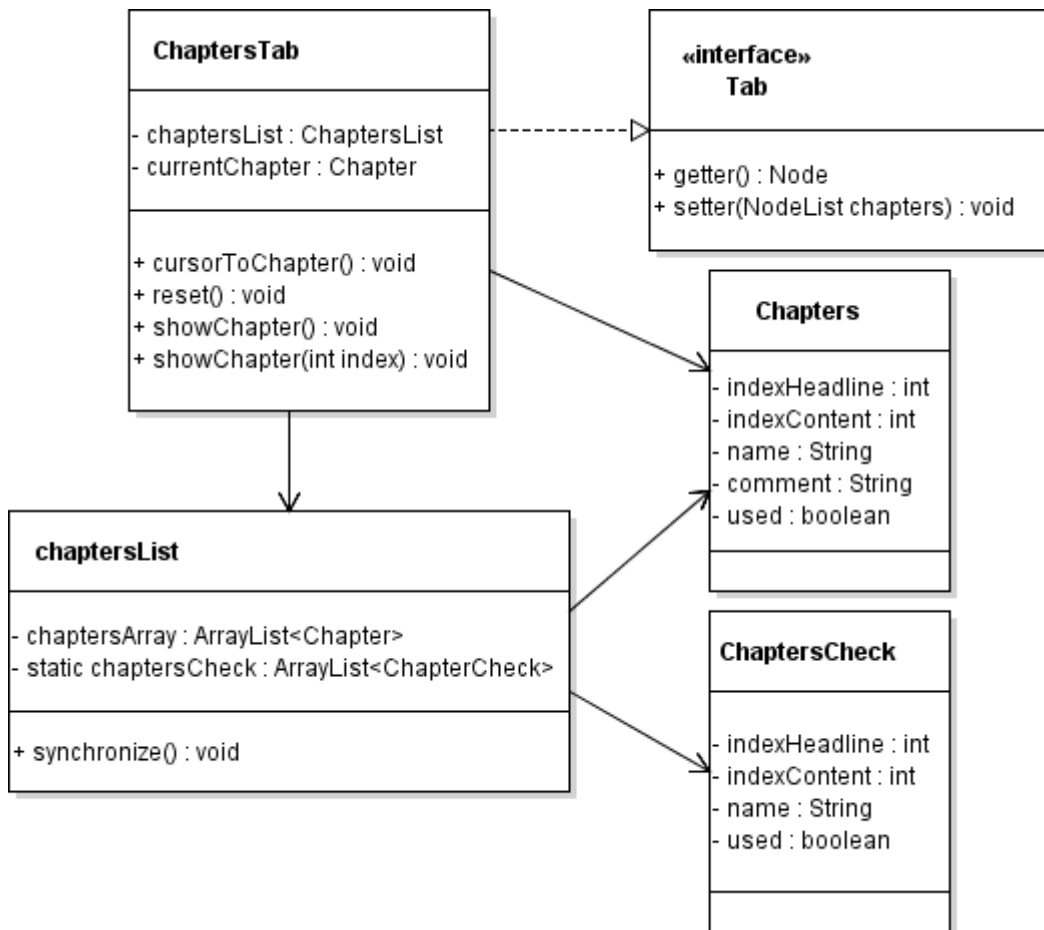 ChaptersTab
- chaptersList : ChaptersList
- currentChapter : Chapter
+ cursorToChapter() : void
+ reset() : void
+ showChapter() : void
+ showChapter(int index) : void
«interface»
Tab
+ getter() : Node
+ setter(NodeList chapters) : void
Chapters
- indexHeadline : int
- indexContent : int
- name : String
- comment : String
- used : boolean
chaptersList
- chaptersArray : ArrayList<Chapter>
- static chaptersCheck : ArrayList<ChapterCheck>
+ synchronize() : void
ChaptersCheck
- indexHeadline : int
- indexContent : int
- name : String
- used : boolean